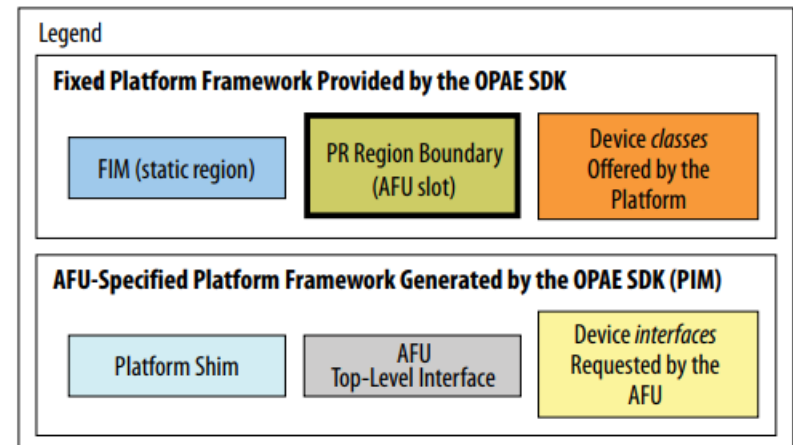 Legend
Fixed Platform Framework Provided by the OPAE SDK
FIM (static region)
PR Region Boundary
(AFU slot)
Device classes
Offered by the
Platform
AFU-Specified Platform Framework Generated by the OPAE SDK (PIM)
Platform Shim
AFU
Top-Level Interface
Device interfaces
Requested by the
AFU